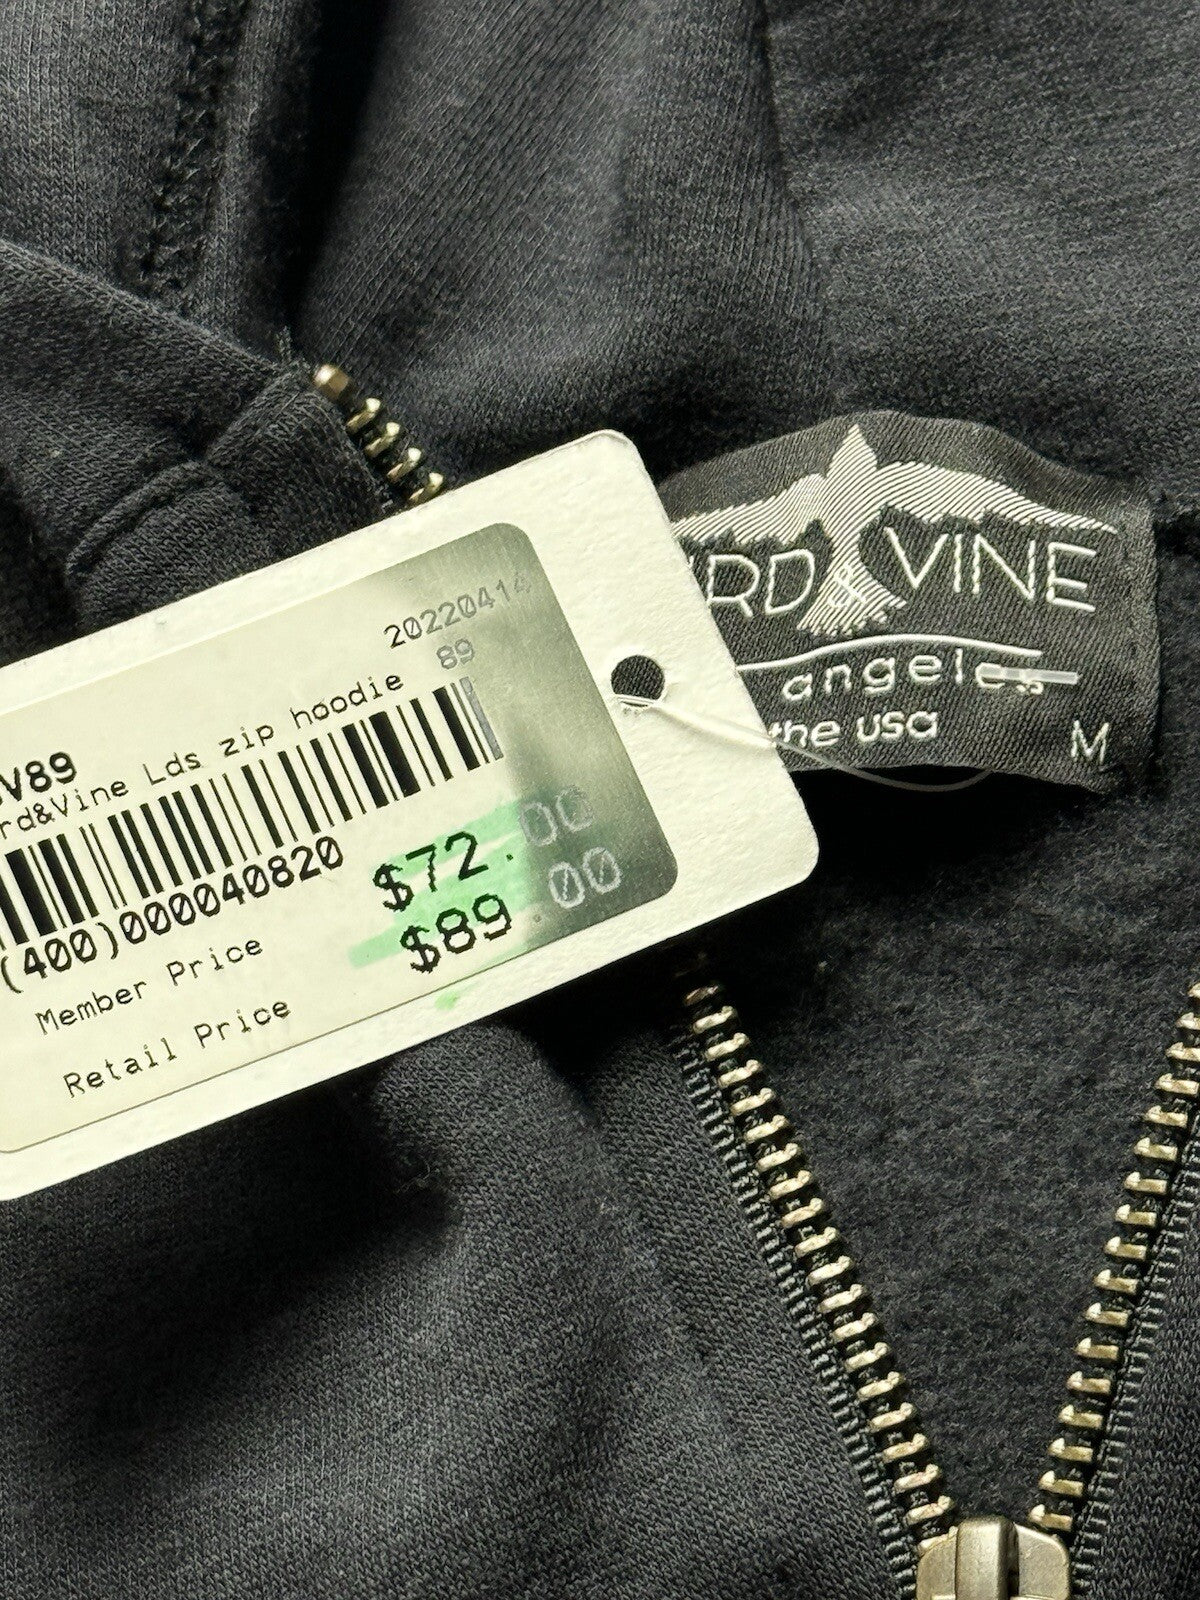 20220414
89
V89
rd&Vine Lds zip hoodie
(400)000040820
Member Price $72.00
Retail Price $89.00
RD & VINE
angeles
the usa
M